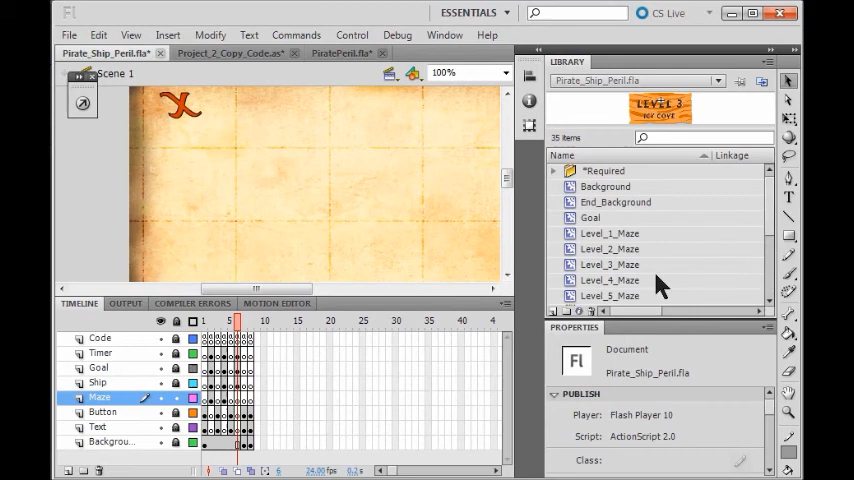 Fl ESSENTIALS CS Live
File Edit View Insert Modify Text Commands Control Debug Window Help
Pirate_Ship_Peril.fla* Project_2_Copy_Code.as* PiratePeril.fla*
Scene 1 100%
X
LIBRARY
Pirate_Ship_Peril.fla
LEVEL 3
ICY COVE
35 items
Name Linkage
*Required
Background
End_Background
Goal
Level_1_Maze
Level_2_Maze
Level_3_Maze
Level_4_Maze
Level_5_Maze
TIMELINE OUTPUT COMPILER ERRORS MOTION EDITOR
1 5 10 15 20 25 30 35 40 4
Code
Timer
Goal
Ship
Maze
Button
Text
Backgrou...
6 24.00 fps 0.2 s
PROPERTIES
Fl Document
Pirate_Ship_Peril.fla
PUBLISH
Player: Flash Player 10
Script: ActionScript 2.0
Class: